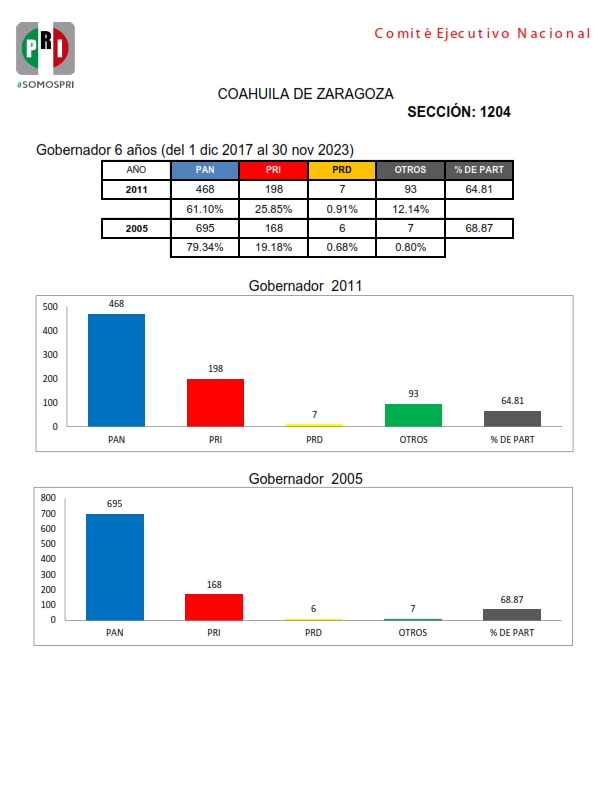 Comité Ejecutivo Nacional
PRI
#SOMOSPRI
COAHUILA DE ZARAGOZA
SECCIÓN: 1204
Gobernador 6 años (del 1 dic 2017 al 30 nov 2023)
AÑO PAN PRI PRD OTROS % DE PART
2011 468 198 7 93 64.81
61.10% 25.85% 0.91% 12.14%
2005 695 168 6 7 68.87
79.34% 19.18% 0.68% 0.80%
Gobernador 2011
500
400
300
200
100
0
468 198 7 93 64.81
PAN PRI PRD OTROS % DE PART
Gobernador 2005
800
700
600
500
400
300
200
100
0
695 168 6 7 68.87
PAN PRI PRD OTROS % DE PART